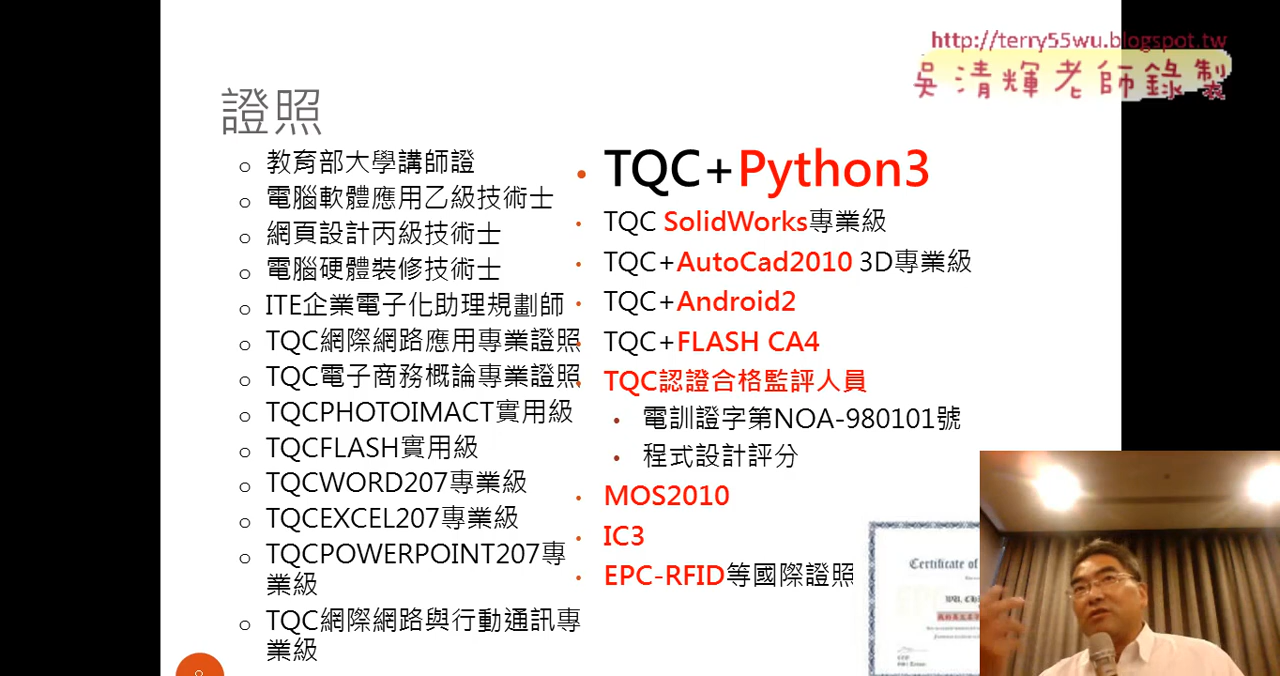 http://terry55wu.blogspot.tw
吳清輝老師錄製
證照
教育部大學講師證
電腦軟體應用乙級技術士
網頁設計丙級技術士
電腦硬體裝修技術士
ITE企業電子化助理規劃師
TQC網際網路應用專業證照
TQC電子商務概論專業證照
TQCPHOTOIMACT實用級
TQCFLASH實用級
TQCWORD207專業級
TQCEXCEL207專業級
TQCPOWERPOINT207專
業級
TQC網際網路與行動通訊專
業級
TQC+Python3
TQC SolidWorks專業級
TQC+AutoCad2010 3D專業級
TQC+Android2
TQC+FLASH CA4
TQC認證合格監評人員
電訓證字第NOA-980101號
程式設計評分
MOS2010
IC3
EPC-RFID等國際證照
Certificate of